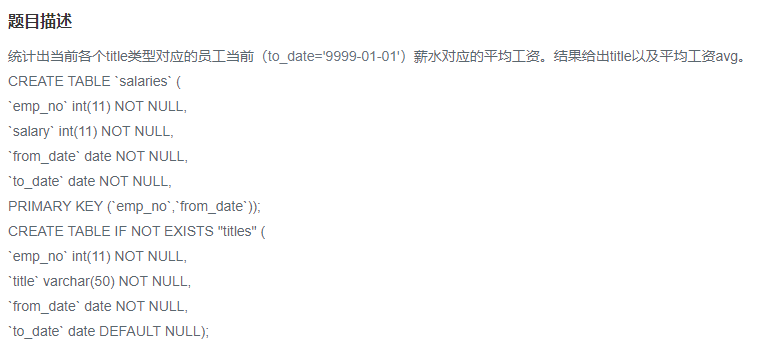 题目描述
统计出当前各个title类型对应的员工当前（to_date='9999-01-01'）薪水对应的平均工资。结果给出title以及平均工资avg。
CREATE TABLE `salaries` (
`emp_no` int(11) NOT NULL,
`salary` int(11) NOT NULL,
`from_date` date NOT NULL,
`to_date` date NOT NULL,
PRIMARY KEY (`emp_no`,`from_date`));
CREATE TABLE IF NOT EXISTS "titles" (
`emp_no` int(11) NOT NULL,
`title` varchar(50) NOT NULL,
`from_date` date NOT NULL,
`to_date` date DEFAULT NULL);